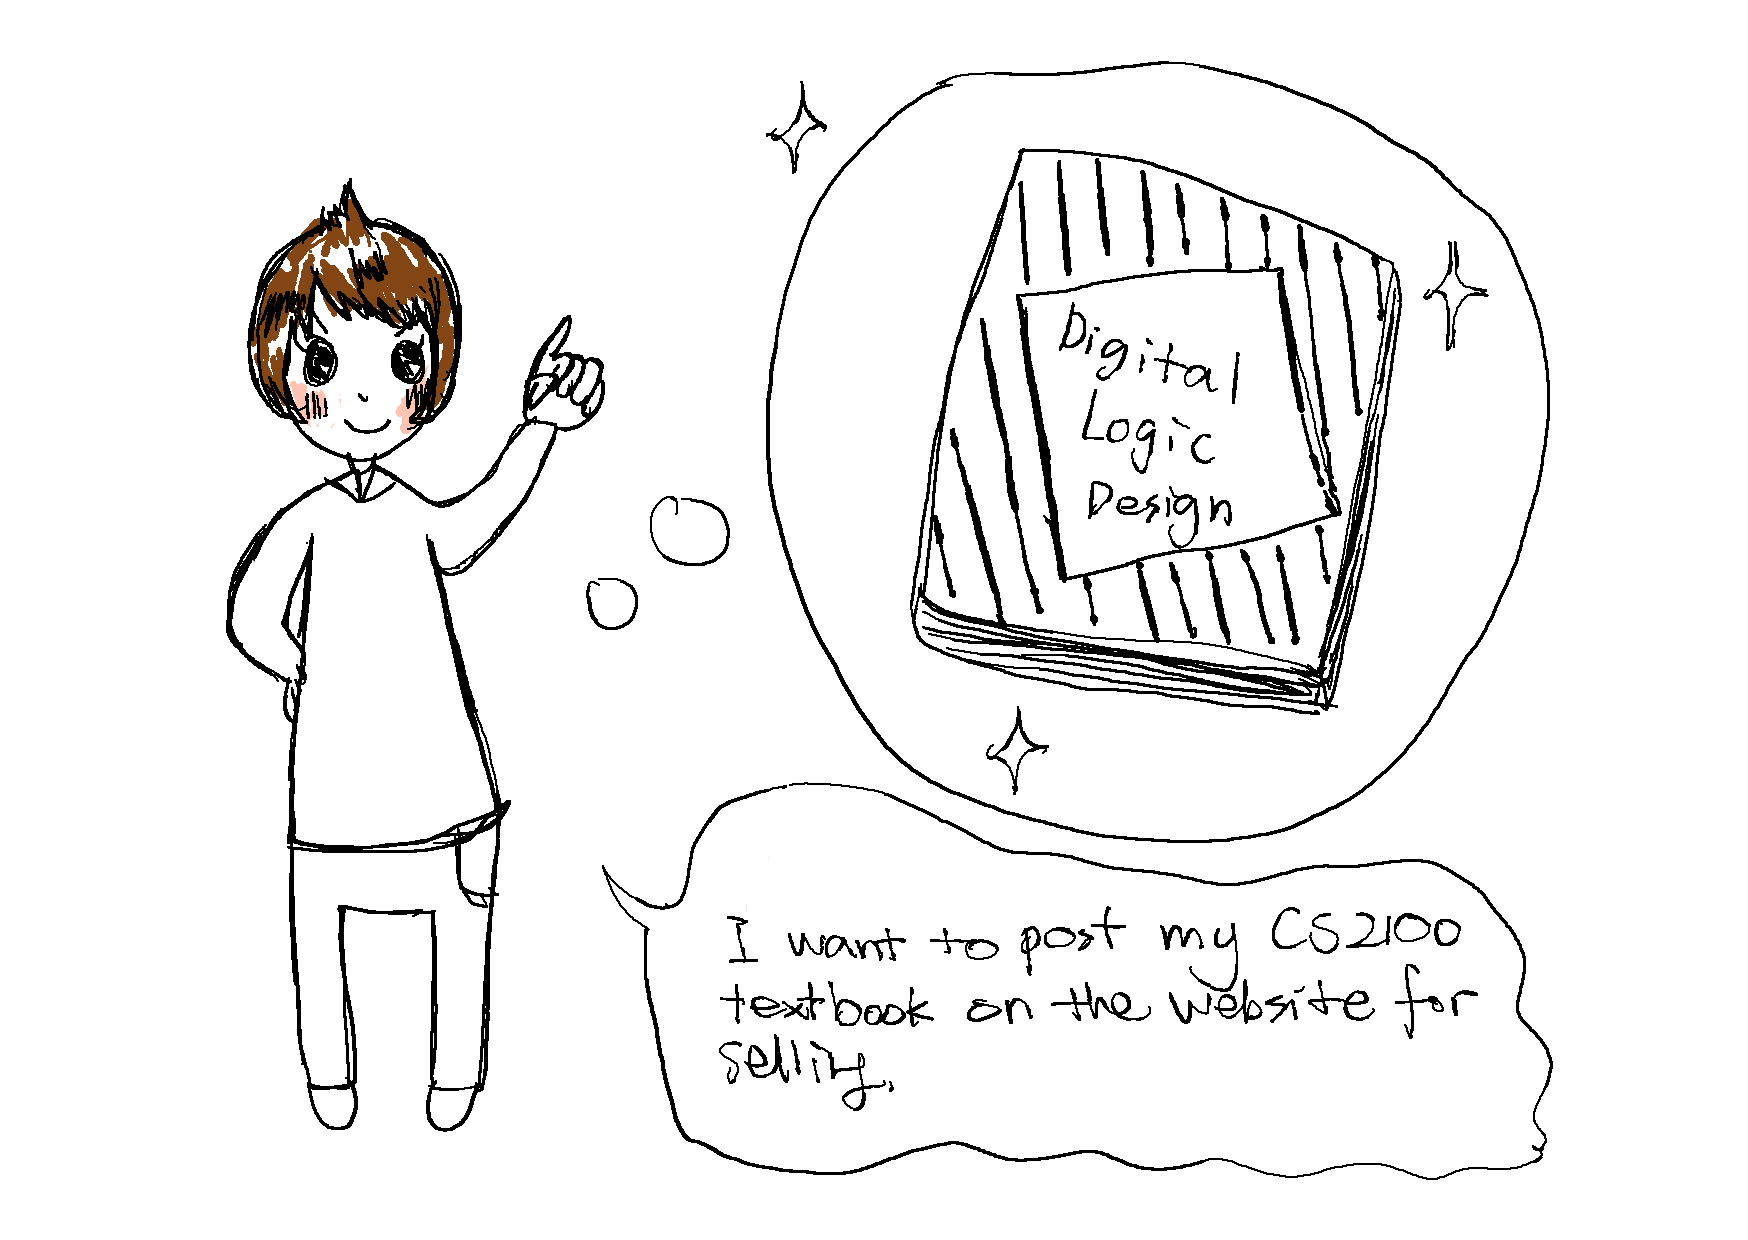 Digital
Logic
Design
I want to post my CS2100
textbook on the website for
selling.